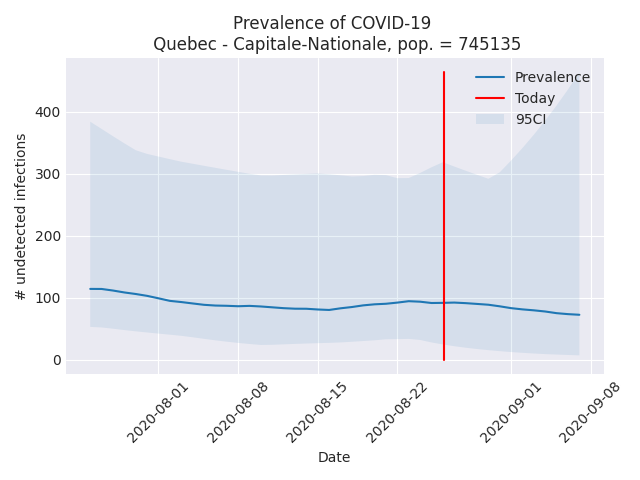 Prevalence of COVID-19
Quebec - Capitale-Nationale, pop. = 745135
Prevalence
Today
95CI
# undetected infections
400
300
200
100
0
2020-08-01
2020-08-08
2020-08-15
2020-08-22
2020-09-01
2020-09-08
Date